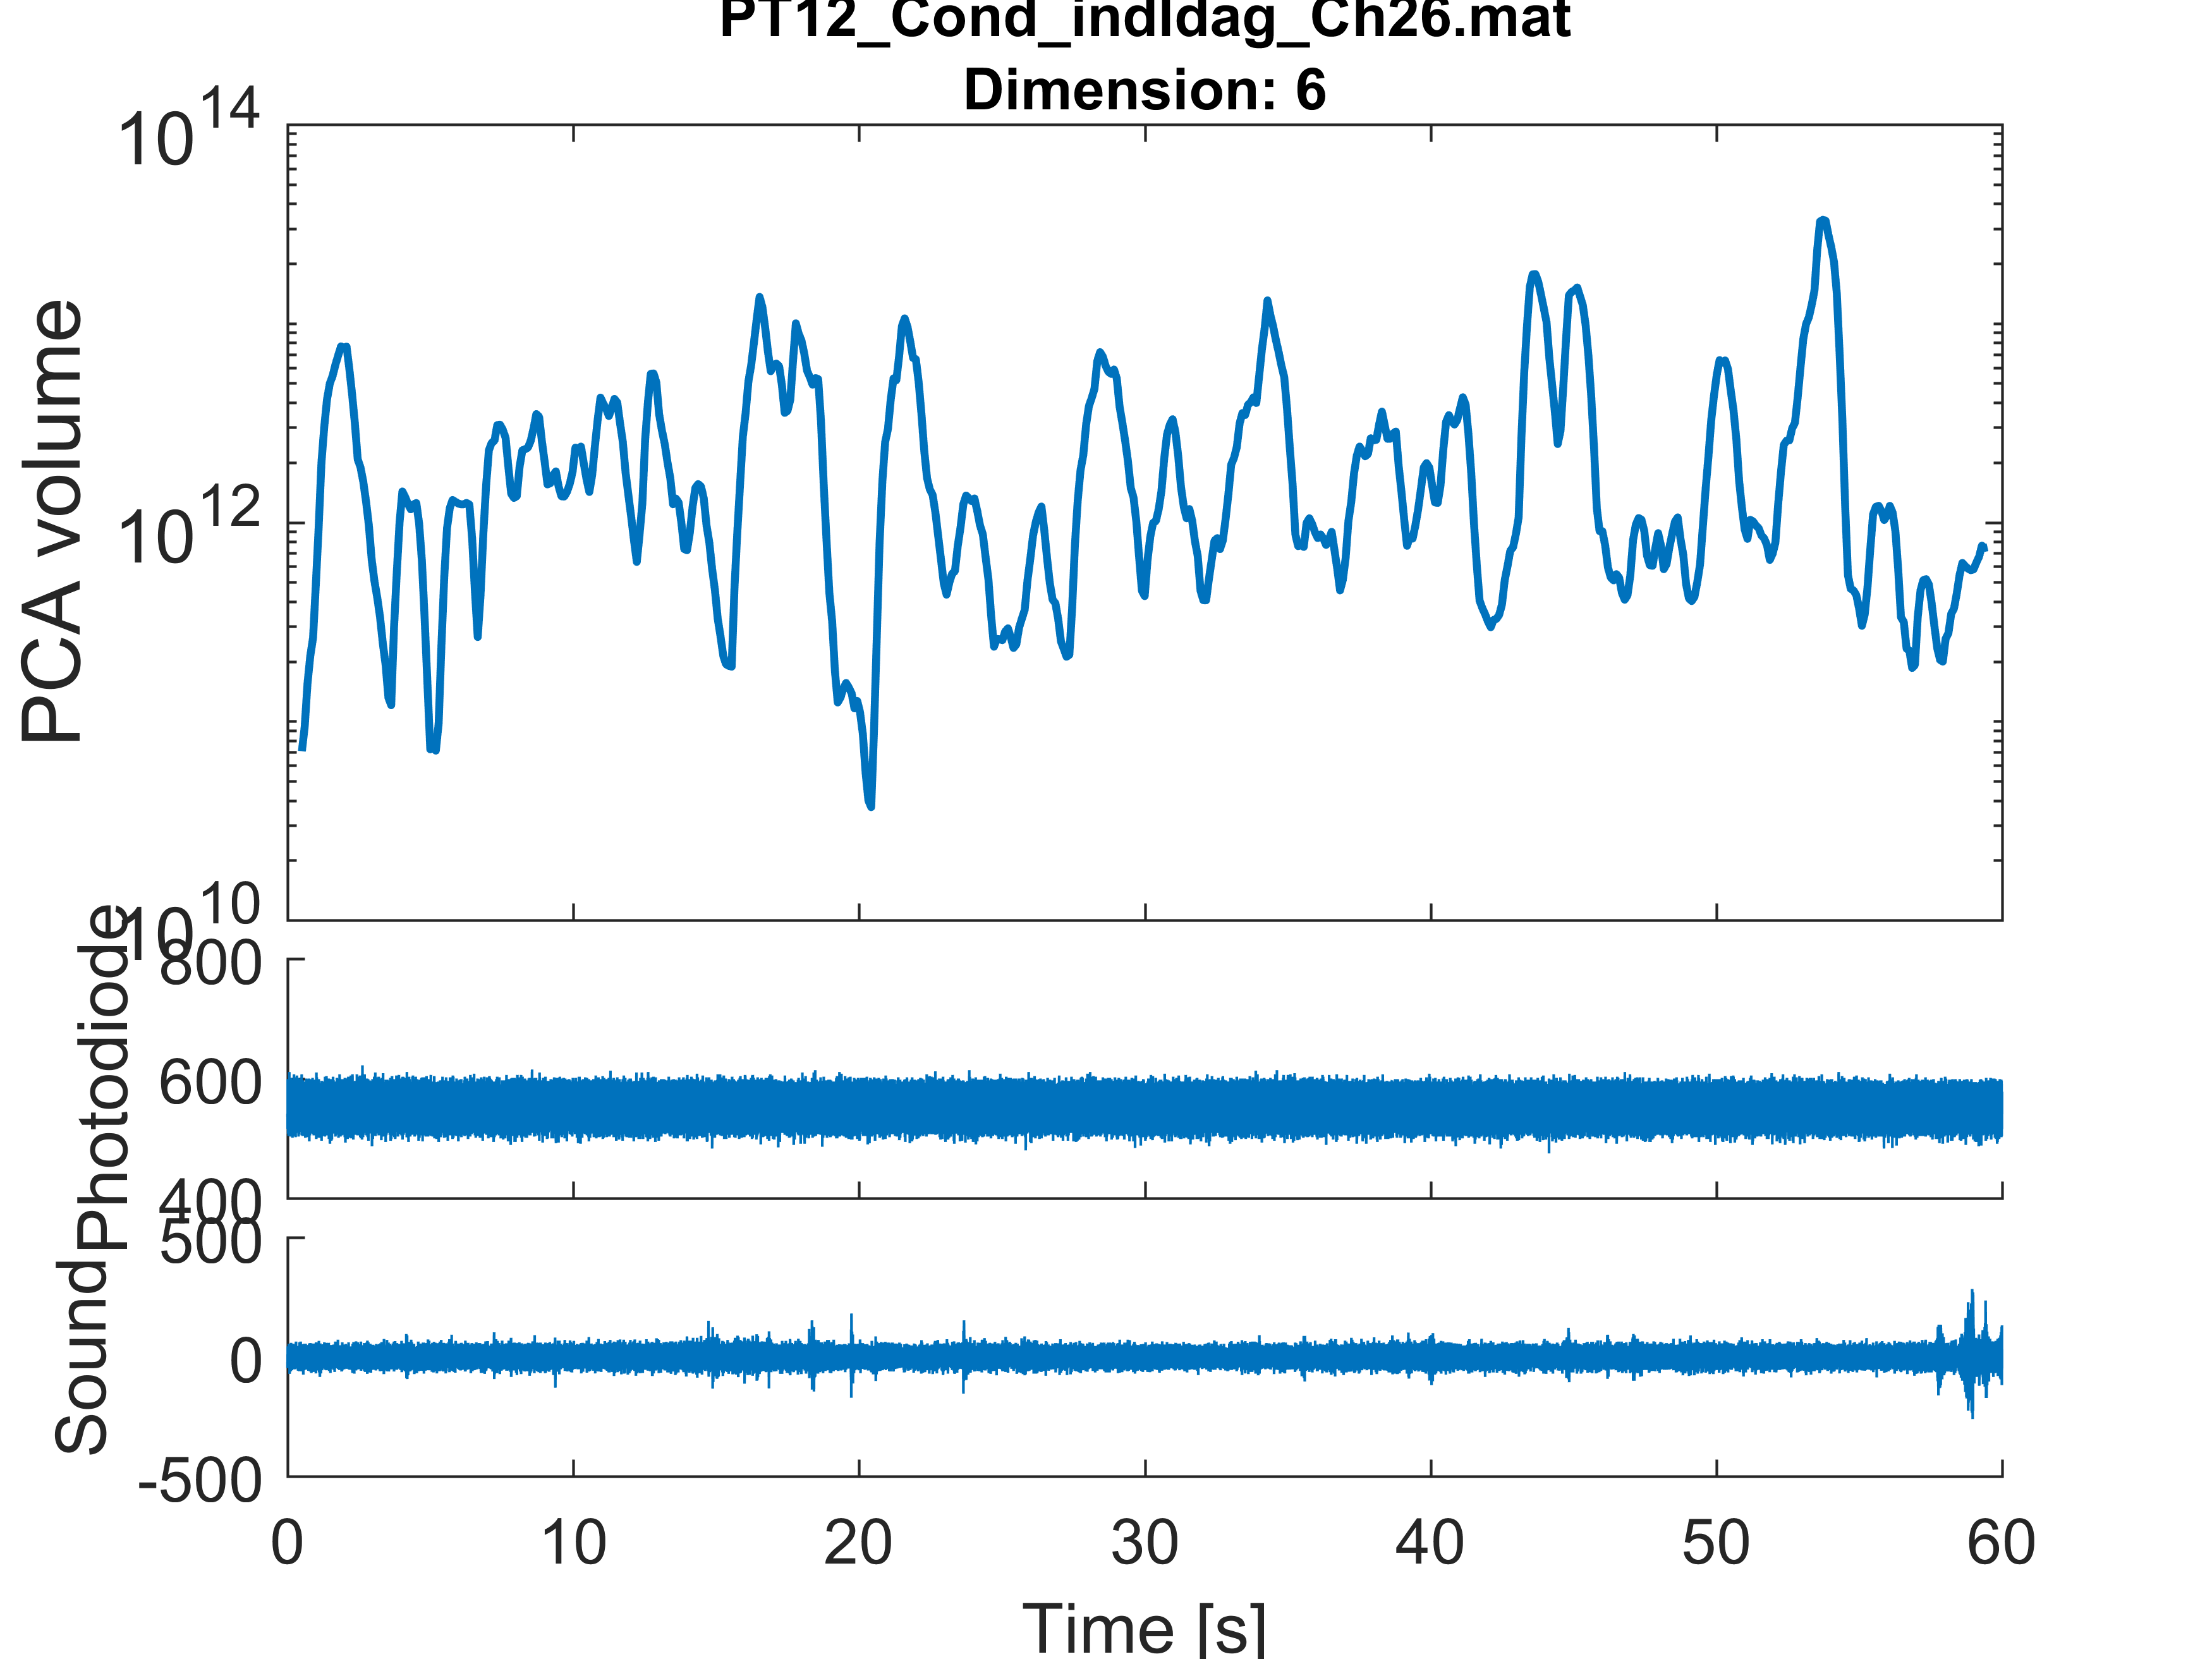 PT12_Cond_indIdag_Ch26.mat
Dimension: 6
PCA volume
10^14
10^12
10^10
Photodiode
800
600
400
Sound
500
0
-500
0 10 20 30 40 50 60
Time [s]